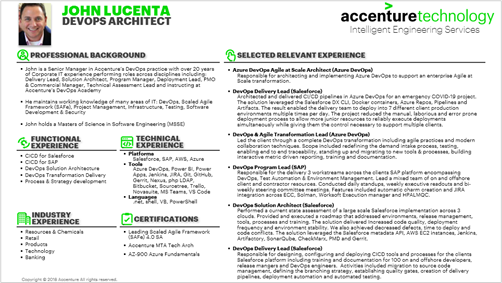 JOHN LUCENTA
DEVOPS ARCHITECT
accenturetechnology
Intelligent Engineering Services
PROFESSIONAL BACKGROUND
• John is a Senior Manager in Accenture's DevOps practice with over 20 years
of Corporate IT experience performing roles across disciplines including:
Delivery Lead, Solution Architect, Program Manager, Deployment Lead, PMO
& Commercial Manager, Technical Assessment Lead and instructor at
Accenture's DevOps Academy
• He maintains working knowledge of many areas of IT: DevOps, Scaled Agile
Framework (SAFe), Project Management, Infrastructure, Testing, Software
Development & Security
• John holds a Masters of Science in Software Engineering (MSSE)
FUNCTIONAL
EXPERIENCE
• CICD for Salesforce
• CICD for SAP
• DevOps Solution Architecture
• DevOps Transformation Delivery
• Process & Strategy development
TECHNICAL
EXPERIENCE
• Platforms
Salesforce, SAP, AWS, Azure
• Tools
Azure DevOps, Power BI, Power
Apps, Jenkins, JIRA, Git, GitHub,
Gerrit, Nexus, php LDAP,
Bitbucket, Sourcetree, Trello,
Novasuite, MS Teams, VS Code
• Languages
.net, shell, VB, PowerShell
INDUSTRY
EXPERIENCE
• Resources & Chemicals
• Retail
• Products
• Technology
• Banking
CERTIFICATIONS
• Leading Scaled Agile Framework
(SAFe) 4.0 SA
• Accenture MTA Tech Arch
• AZ-900 Azure Fundamentals
Copyright © 2018 Accenture All rights reserved.
SELECTED RELEVANT EXPERIENCE
• Azure DevOps Agile at Scale Architect (Azure DevOps)
Responsible for architecting and implementing Azure DevOps to support an enterprise Agile at
Scale transformation.
• DevOps Delivery Lead (Salesforce)
Architected and delivered CI/CD pipelines in Azure DevOps for an emergency COVID-19 project.
The solution leveraged the Salesforce DX CLI, Docker containers, Azure Repos, Pipelines and
Artifacts. The result enabled the delivery team to deploy into 7 different client production
environments multiple times per day. The project reduced the manual, laborious and error prone
deployment process to allow more junior resources to reliably execute deployments
simultaneously while giving them the control necessary to support multiple clients.
• DevOps & Agile Transformation Lead (Azure DevOps)
Led the client through a complete DevOps transformation including agile practices and modern
collaboration techniques. Scope included redefining the demand intake process, testing,
enabling end to end traceability, standing up and migrating to new tools & processes, building
interactive metric driven reporting, training and documentation.
• DevOps Program Lead (SAP)
Responsible for the delivery 3 workstreams across the clients SAP platform encompassing
DevOps, Test Automation & Environment Management. Lead a mixed team of on and offshore
client and contractor resources. Conducted daily standups, weekly executive readouts and bi-
weekly steering committee meetings. Features included automatic charm creation and JIRA
integration across ECC, Solman, Worksoft Execution manager and HPALMQC.
• DevOps Solution Architect (Salesforce)
Performed a current state assessment of a large scale Salesforce implementation across 3
clouds. Provided and executed a roadmap that addressed environments, release management,
tools, processes and training. The solution delivered increased code quality, deployment
frequency and environment stability. We also achieved decreased defects, time to deploy and
code conflicts. The solution leveraged the Salesforce metadata API, AWS EC2 instances, Jenkins,
Artifactory, SonarQube, CheckMarx, PMD and Gerrit.
• DevOps Delivery Lead (Salesforce)
Responsible for designing, configuring and deploying CICD tools and processes for the clients
Salesforce platform including training and documentation for 100 on and offshore developers,
release mangers and DevOps engineers. Activities included migration to source code
management, defining the branching strategy, establishing quality gates, creation of delivery
pipelines, deployment automation and automated testing.